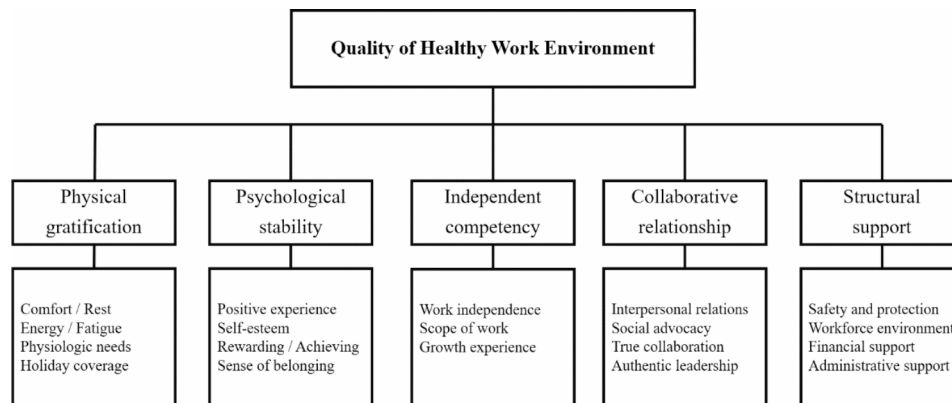 Quality of Healthy Work Environment
Physical
gratification
Psychological
stability
Independent
competency
Collaborative
relationship
Structural
support
Comfort / Rest
Energy / Fatigue
Physiologic needs
Holiday coverage
Positive experience
Self-esteem
Rewarding / Achieving
Sense of belonging
Work independence
Scope of work
Growth experience
Interpersonal relations
Social advocacy
True collaboration
Authentic leadership
Safety and protection
Workforce environment
Financial support
Administrative support